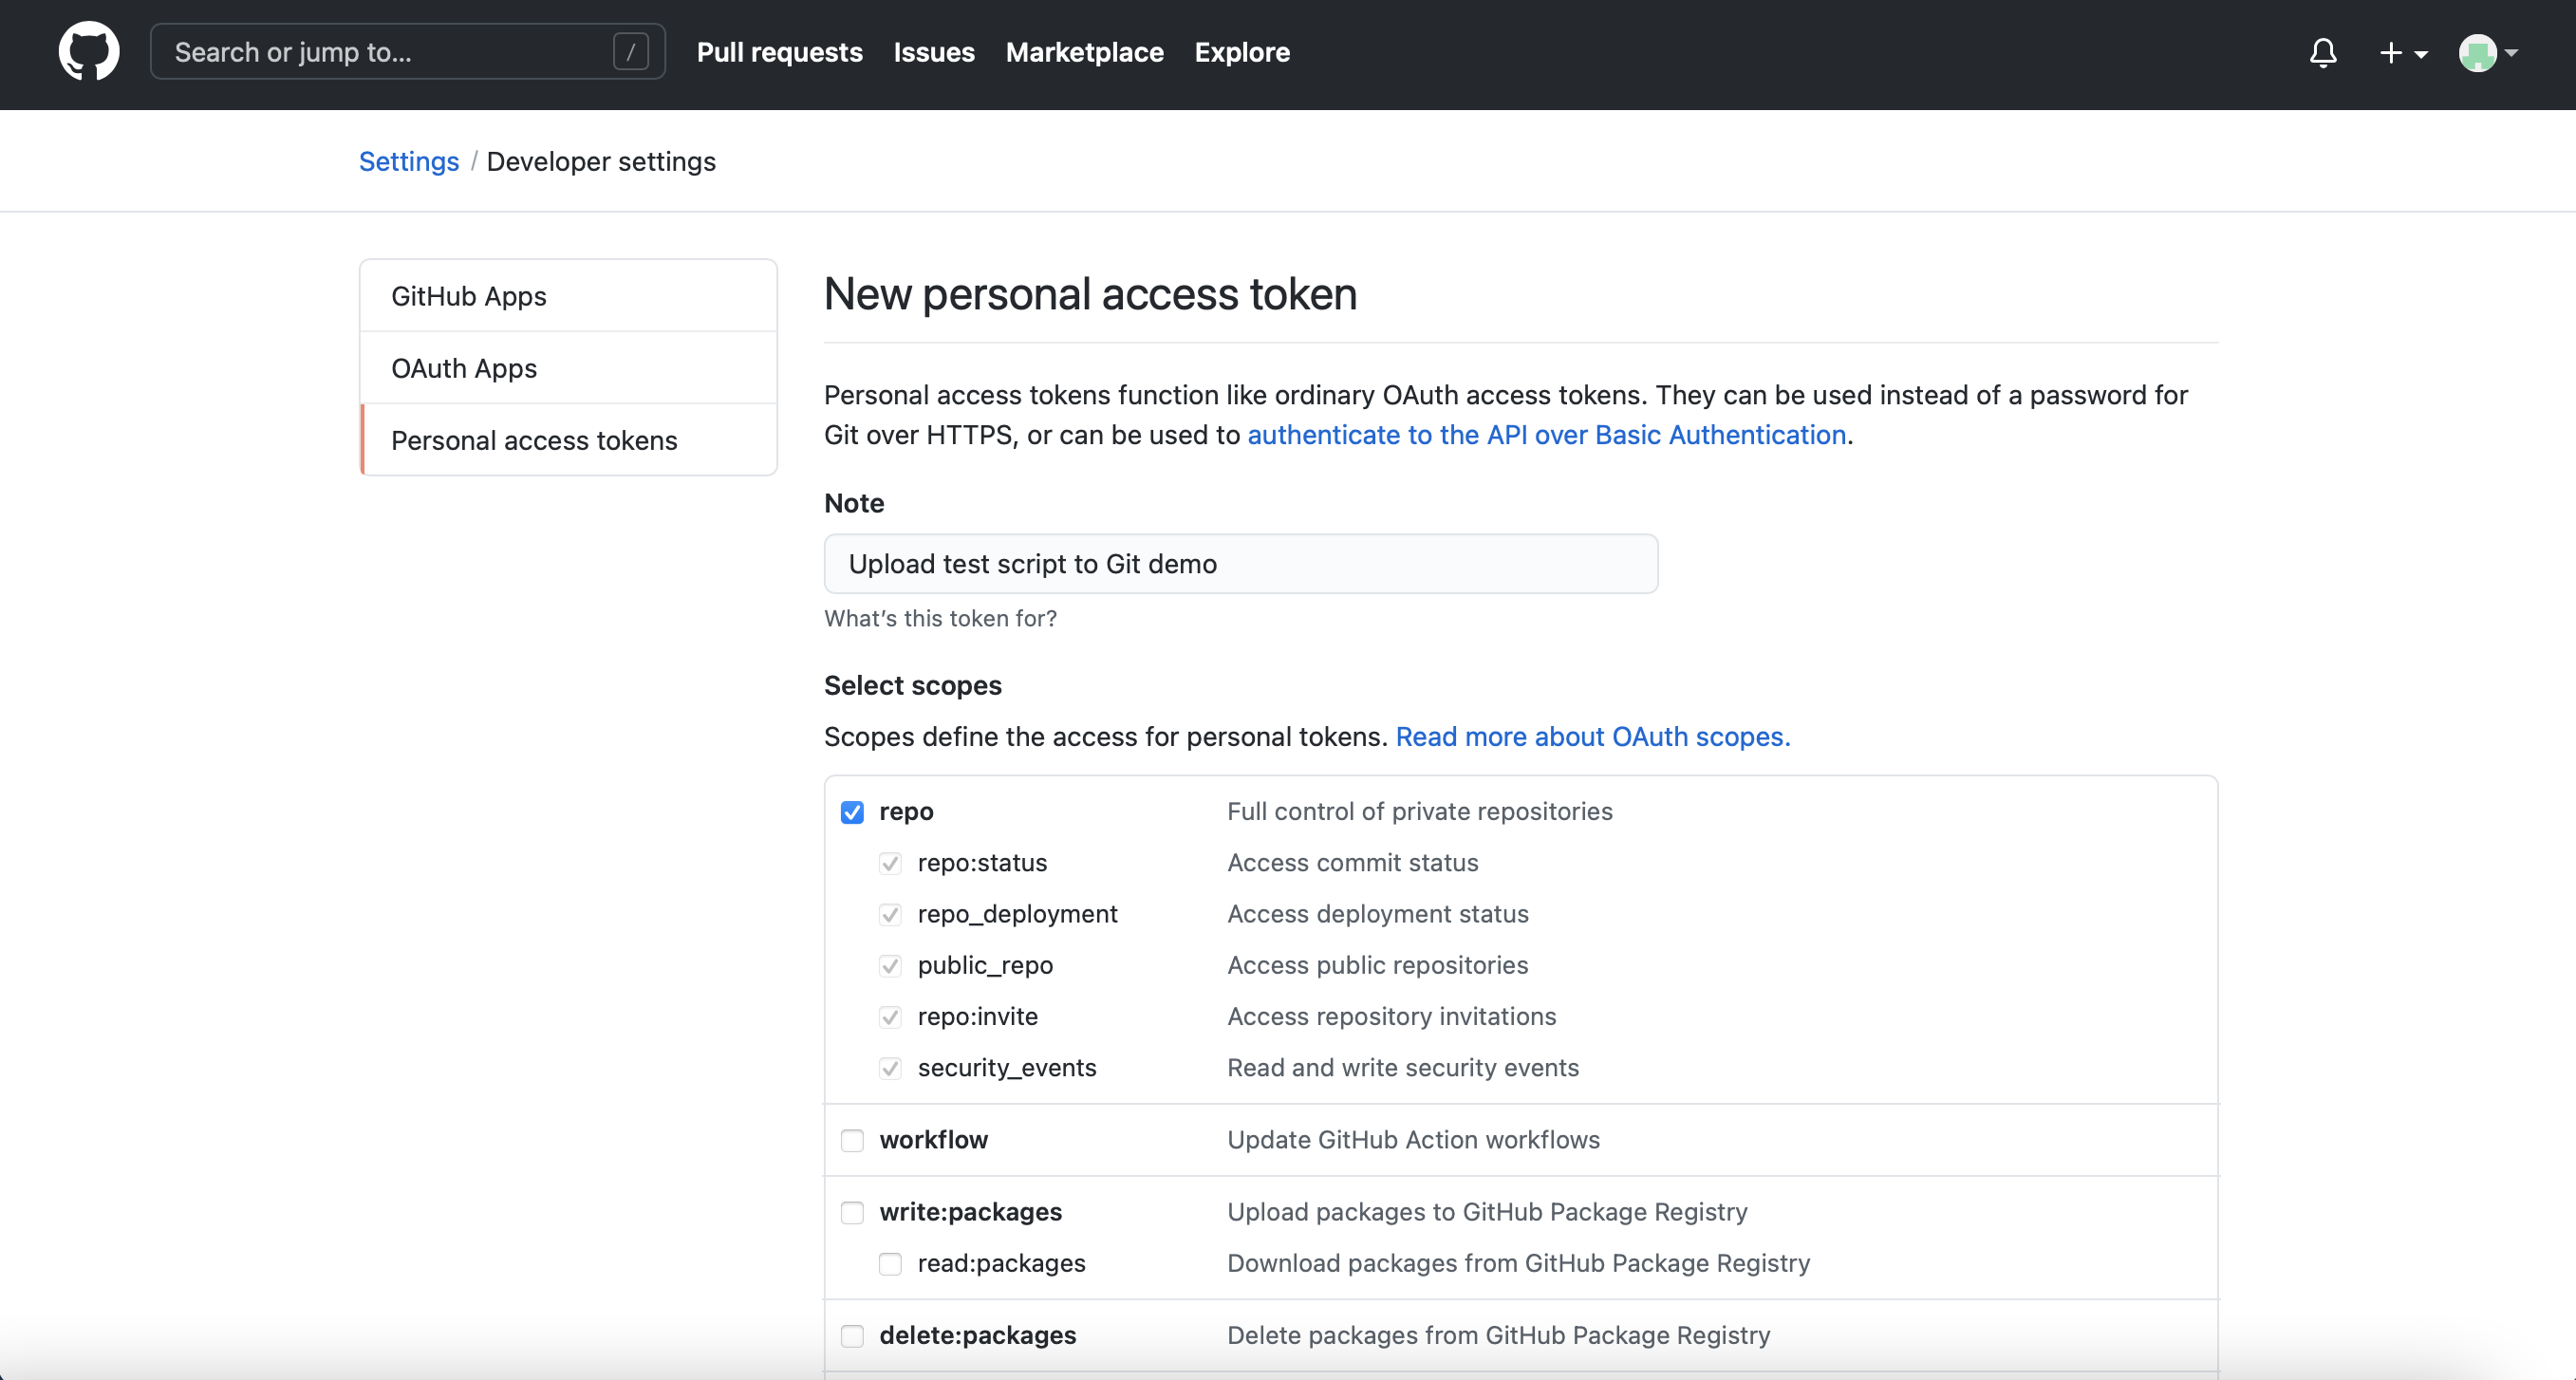 Search or jump to... /
Pull requests
Issues
Marketplace
Explore
Settings / Developer settings
GitHub Apps
OAuth Apps
Personal access tokens
New personal access token
Personal access tokens function like ordinary OAuth access tokens. They can be used instead of a password for
Git over HTTPS, or can be used to authenticate to the API over Basic Authentication.
Note
Upload test script to Git demo
What’s this token for?
Select scopes
Scopes define the access for personal tokens. Read more about OAuth scopes.
repo Full control of private repositories
repo:status Access commit status
repo_deployment Access deployment status
public_repo Access public repositories
repo:invite Access repository invitations
security_events Read and write security events
workflow Update GitHub Action workflows
write:packages Upload packages to GitHub Package Registry
read:packages Download packages from GitHub Package Registry
delete:packages Delete packages from GitHub Package Registry